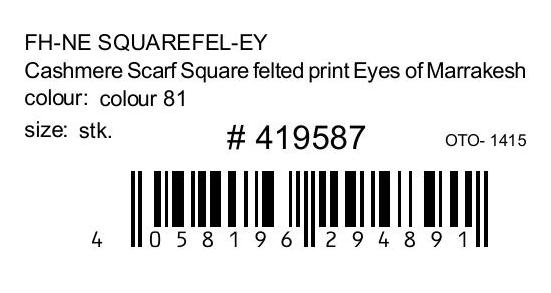 FH-NE SQUAREFEL-EY
Cashmere Scarf Square felted print Eyes of Marrakesh
colour: colour 81
size: stk.
# 419587
OTO- 1415
4 058196 294891